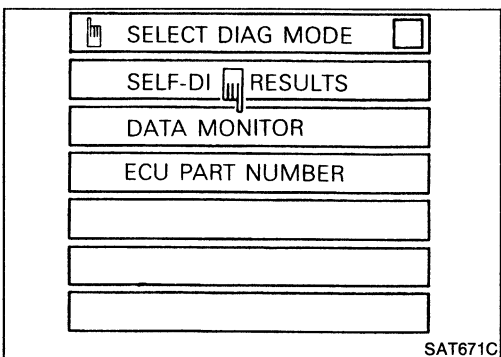 SELECT DIAG MODE
SELF-DI RESULTS
DATA MONITOR
ECU PART NUMBER
SAT671C